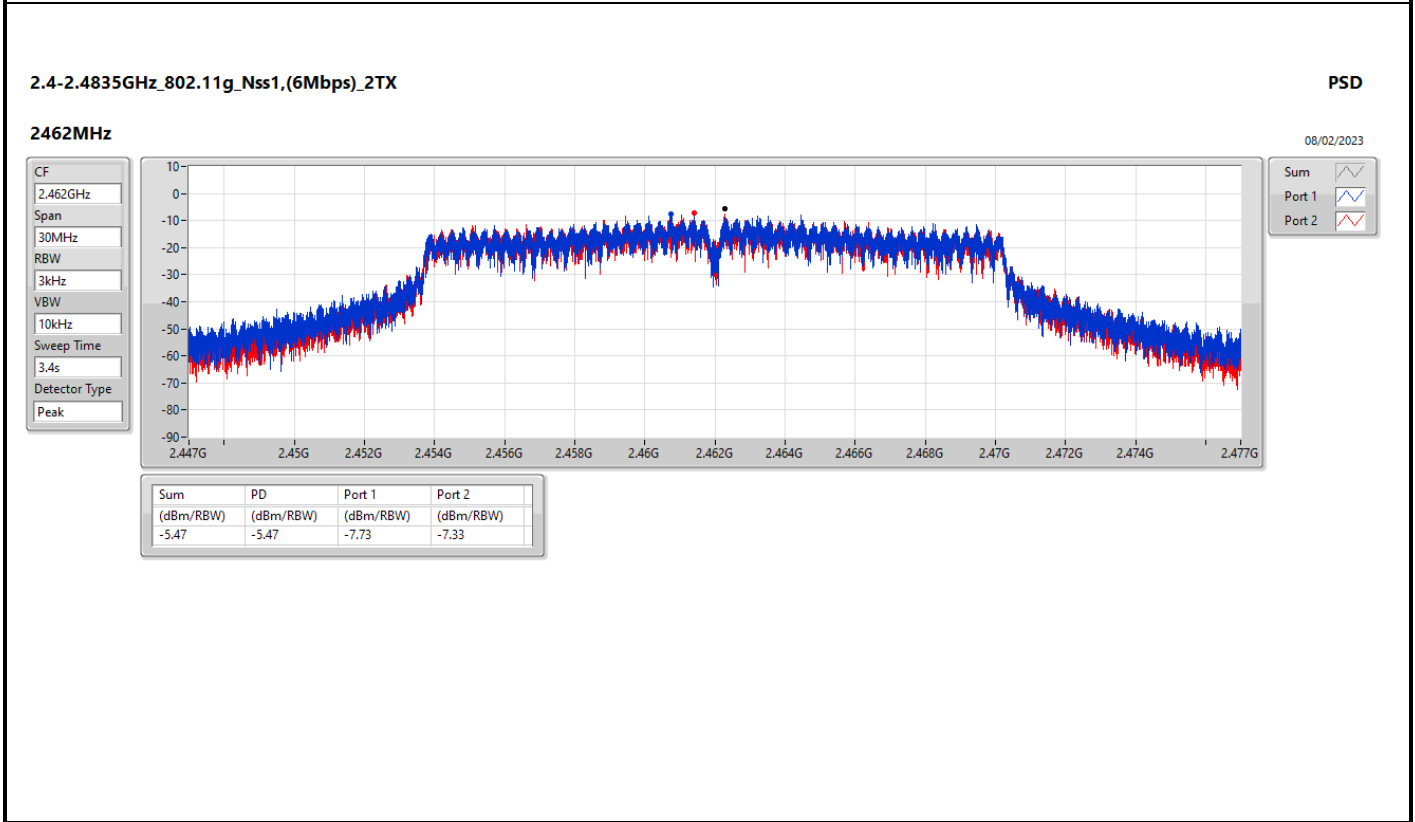 2.4-2.4835GHz_802.11g_Nss1,(6Mbps)_2TX
PSD
2462MHz
08/02/2023
CF
2.462GHz
Span
30MHz
RBW
3kHz
VBW
10kHz
Sweep Time
3.4s
Detector Type
Peak
10
0
-10
-20
-30
-40
-50
-60
-70
-80
-90
2.447G 2.45G 2.452G 2.454G 2.456G 2.458G 2.46G 2.462G 2.464G 2.466G 2.468G 2.47G 2.472G 2.474G 2.477G
Sum
Port 1
Port 2
Sum PD Port 1 Port 2
(dBm/RBW) (dBm/RBW) (dBm/RBW) (dBm/RBW)
-5.47 -5.47 -7.73 -7.33